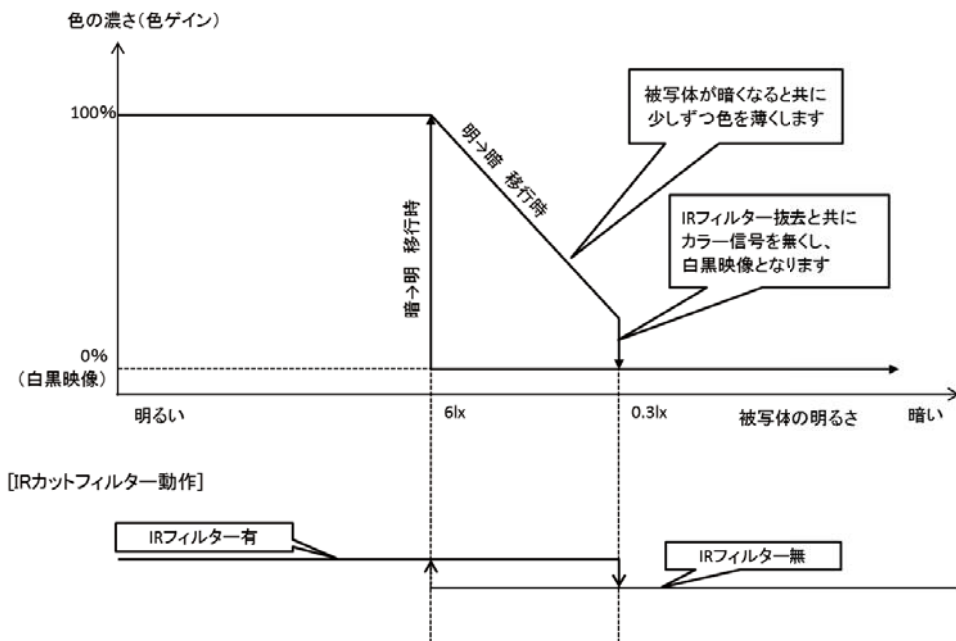 色の濃さ(色ゲイン)
100%
被写体が暗くなると共に
少しずつ色を薄くします
明→暗 移行時
暗→明 移行時
IRフィルター抜去と共に
カラー信号を無くし、
白黒映像となります
0%
(白黒映像)
明るい
6lx
0.3lx
被写体の明るさ
暗い
[IRカットフィルター動作]
IRフィルター有
IRフィルター無